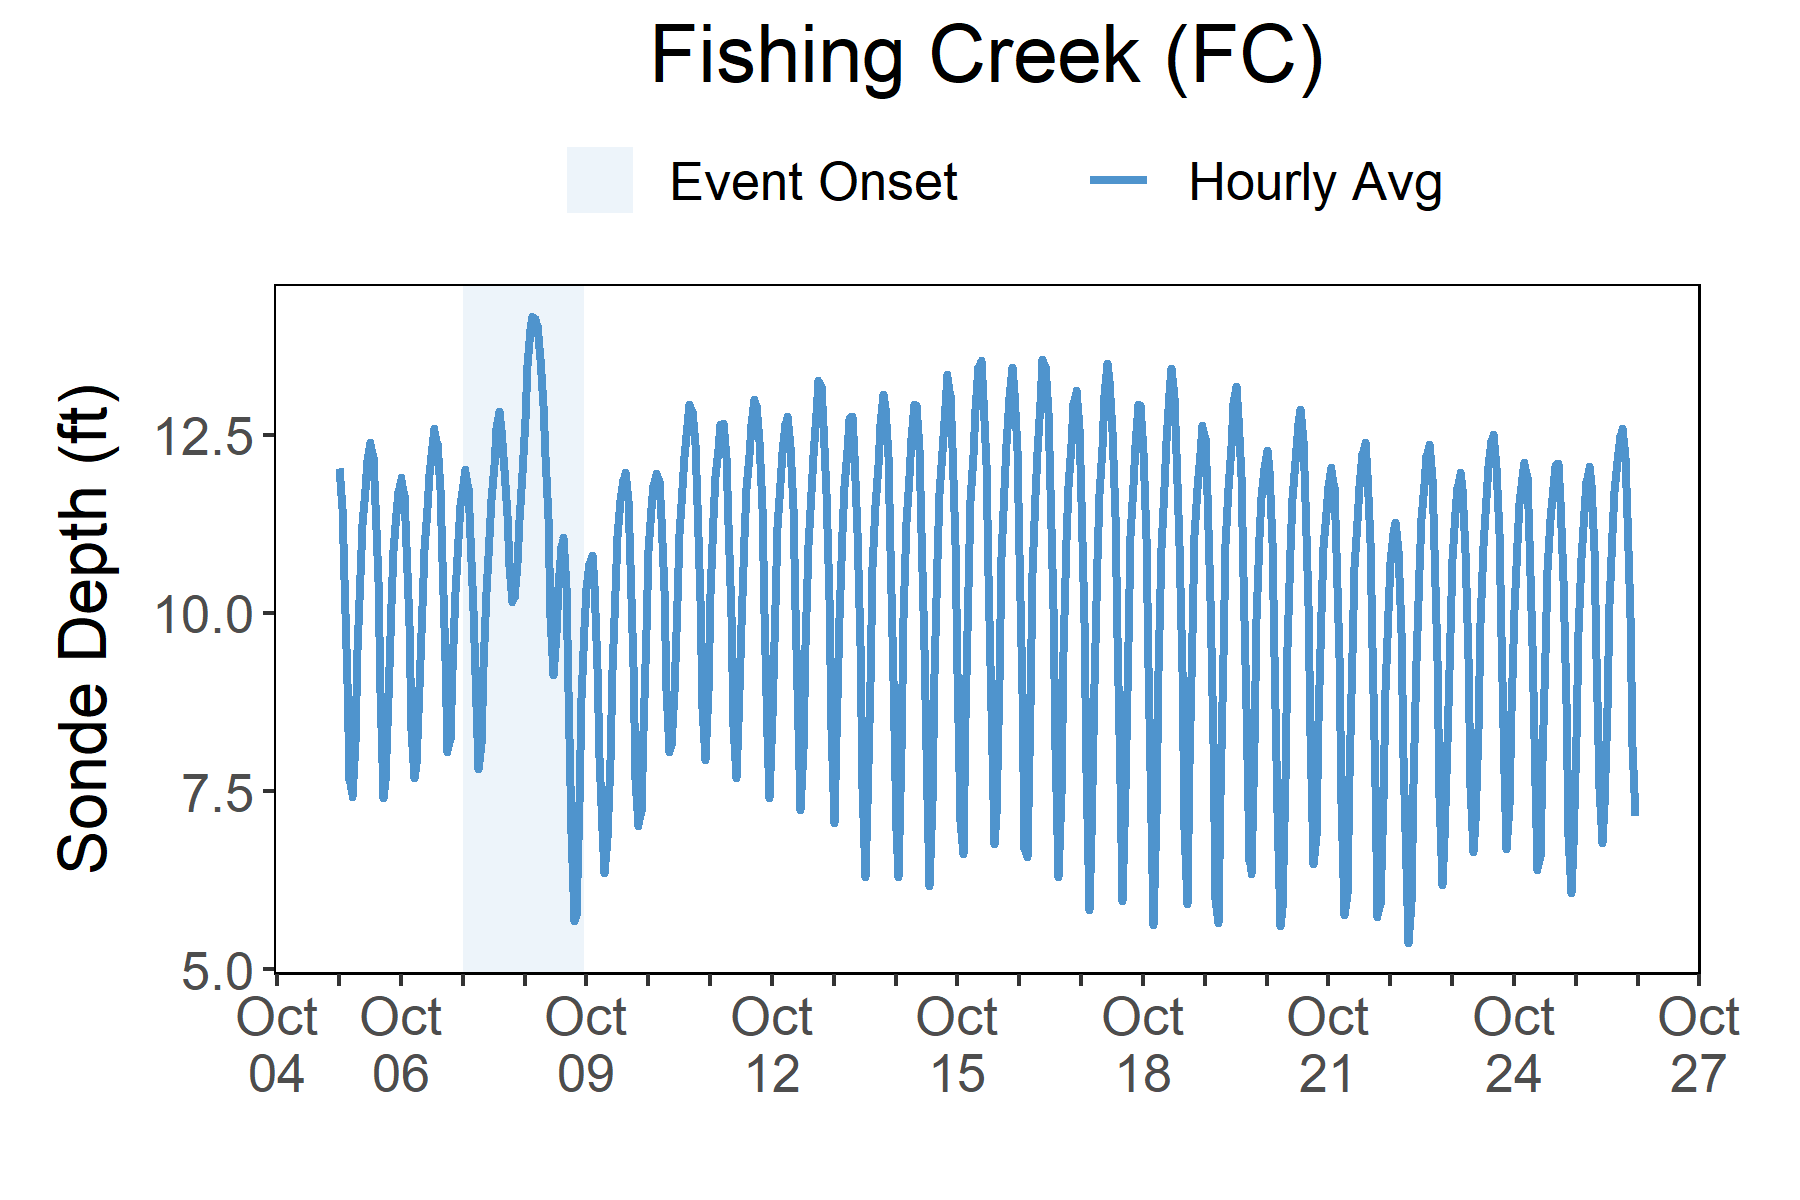 Fishing Creek (FC)
Event Onset
Hourly Avg
Sonde Depth (ft)
12.5
10.0
7.5
5.0
Oct 04
Oct 06
Oct 09
Oct 12
Oct 15
Oct 18
Oct 21
Oct 24
Oct 27